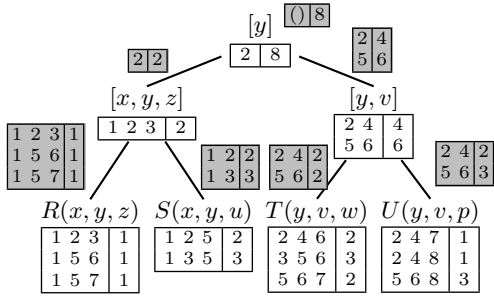 [y]
() 8
2 8
2 2
2 4
5 6
[x, y, z]
1 2 3 2
[y, v]
2 4 4
5 6 6
1 2 3 1
1 5 6 1
1 5 7 1
1 2 2
1 3 3
2 4 2
5 6 2
2 4 2
5 6 3
R(x, y, z)
1 2 3 1
1 5 6 1
1 5 7 1
S(x, y, u)
1 2 5 2
1 3 5 3
T(y, v, w)
2 4 6 2
3 5 6 3
5 6 7 2
U(y, v, p)
2 4 7 1
2 4 8 1
5 6 8 3